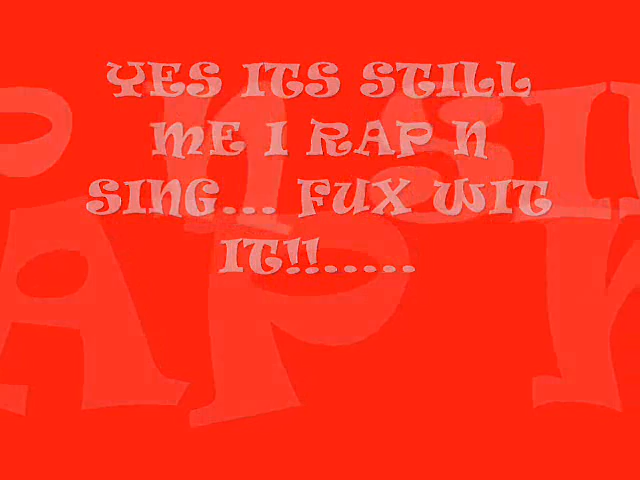 YES ITS STILL
ME I RAP N
SING... FUX WIT
IT!!.....